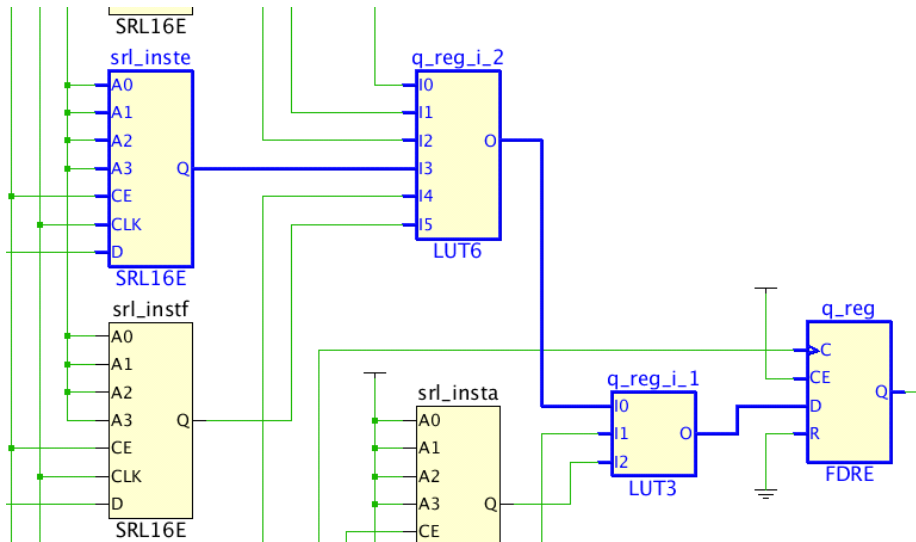 SRL16E
srl_inste
A0
A1
A2
A3
CE
CLK
D
Q
SRL16E
q_reg_i_2
I0
I1
I2
I3
I4
I5
O
LUT6
srl_instf
A0
A1
A2
A3
CE
CLK
D
Q
SRL16E
srl_insta
A0
A1
A2
A3
CE
Q
q_reg_i_1
I0
I1
I2
O
LUT3
q_reg
C
CE
D
R
Q
FDRE